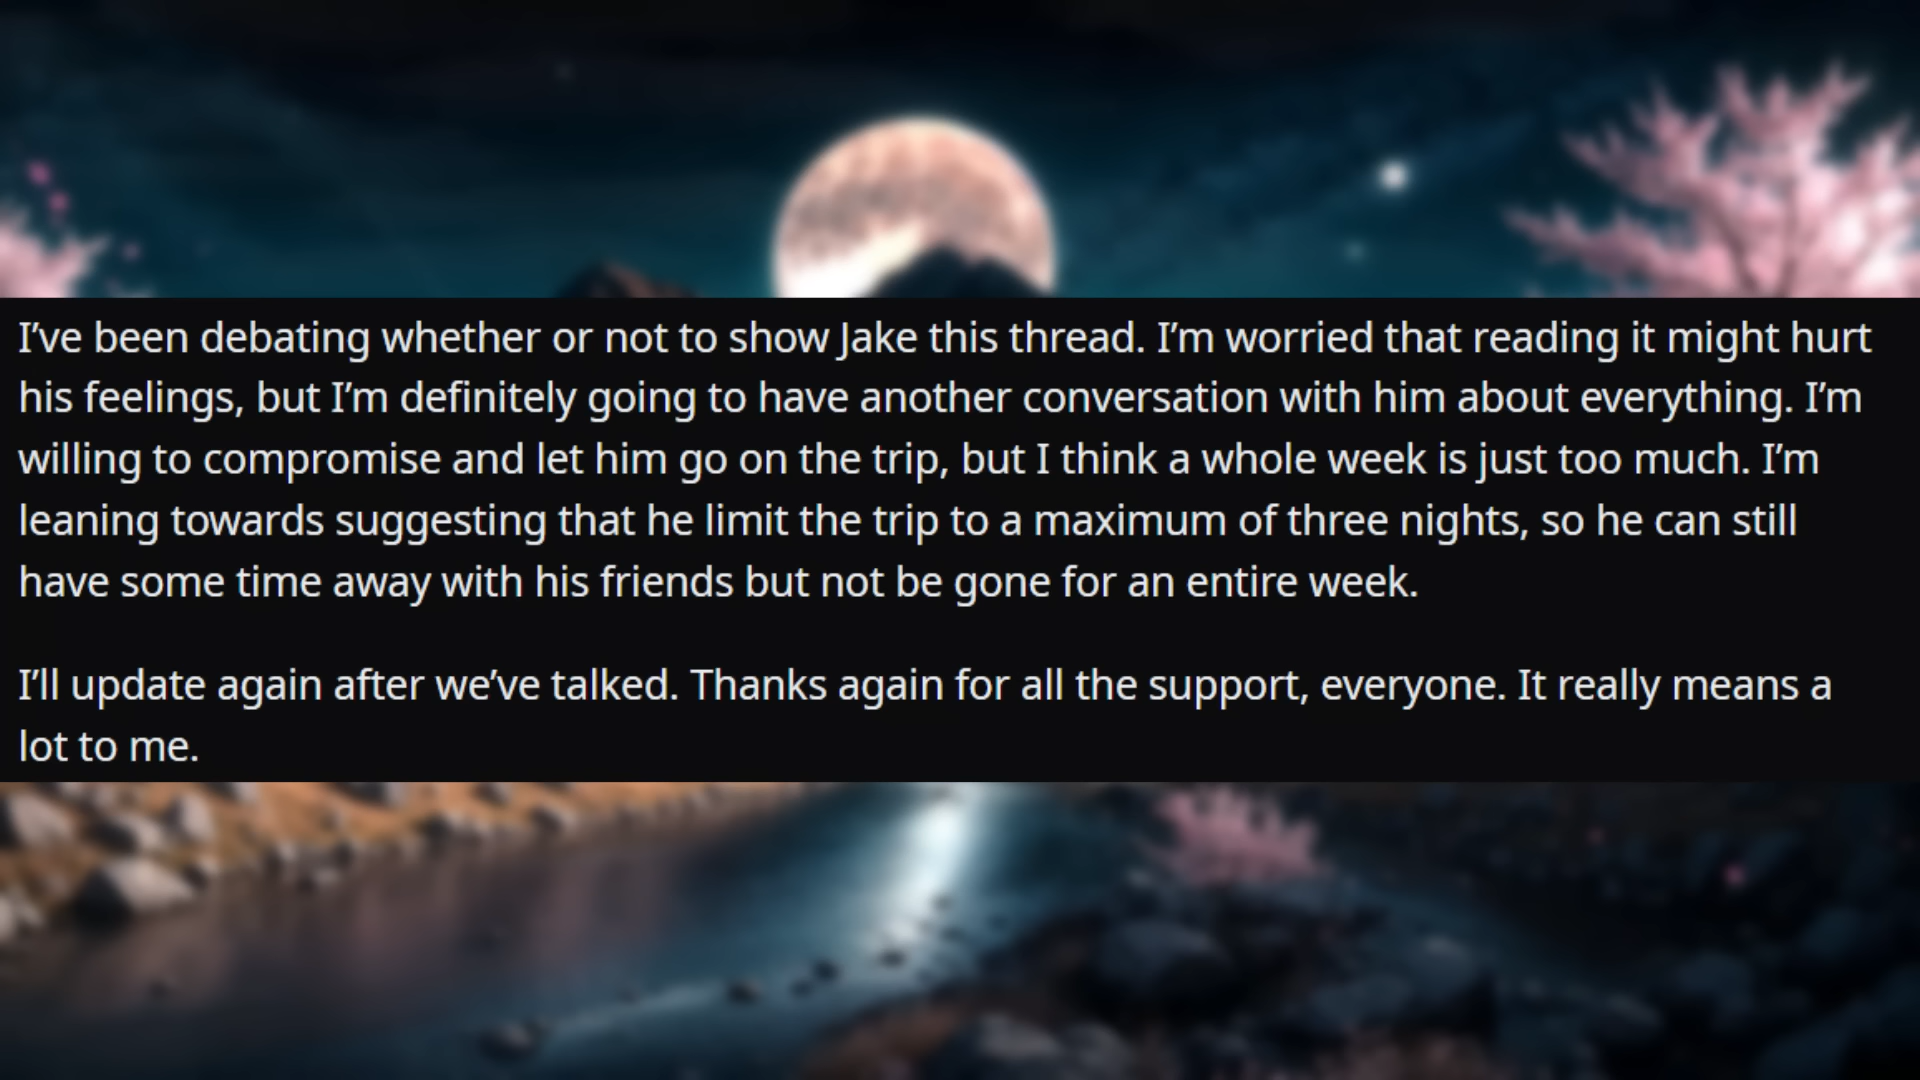 I’ve been debating whether or not to show Jake this thread. I’m worried that reading it might hurt
his feelings, but I’m definitely going to have another conversation with him about everything. I’m
willing to compromise and let him go on the trip, but I think a whole week is just too much. I’m
leaning towards suggesting that he limit the trip to a maximum of three nights, so he can still
have some time away with his friends but not be gone for an entire week.
I’ll update again after we’ve talked. Thanks again for all the support, everyone. It really means a
lot to me.